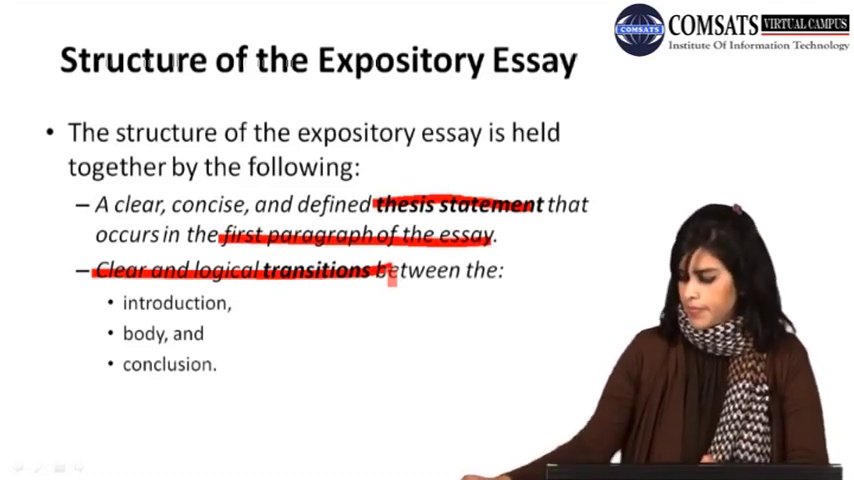 COMSATS VIRTUAL CAMPUS
Institute Of Information Technology
COMSATS
Structure of the Expository Essay
• The structure of the expository essay is held
together by the following:
– A clear, concise, and defined thesis statement that
occurs in the first paragraph of the essay.
– Clear and logical transitions between the:
• introduction,
• body, and
• conclusion.